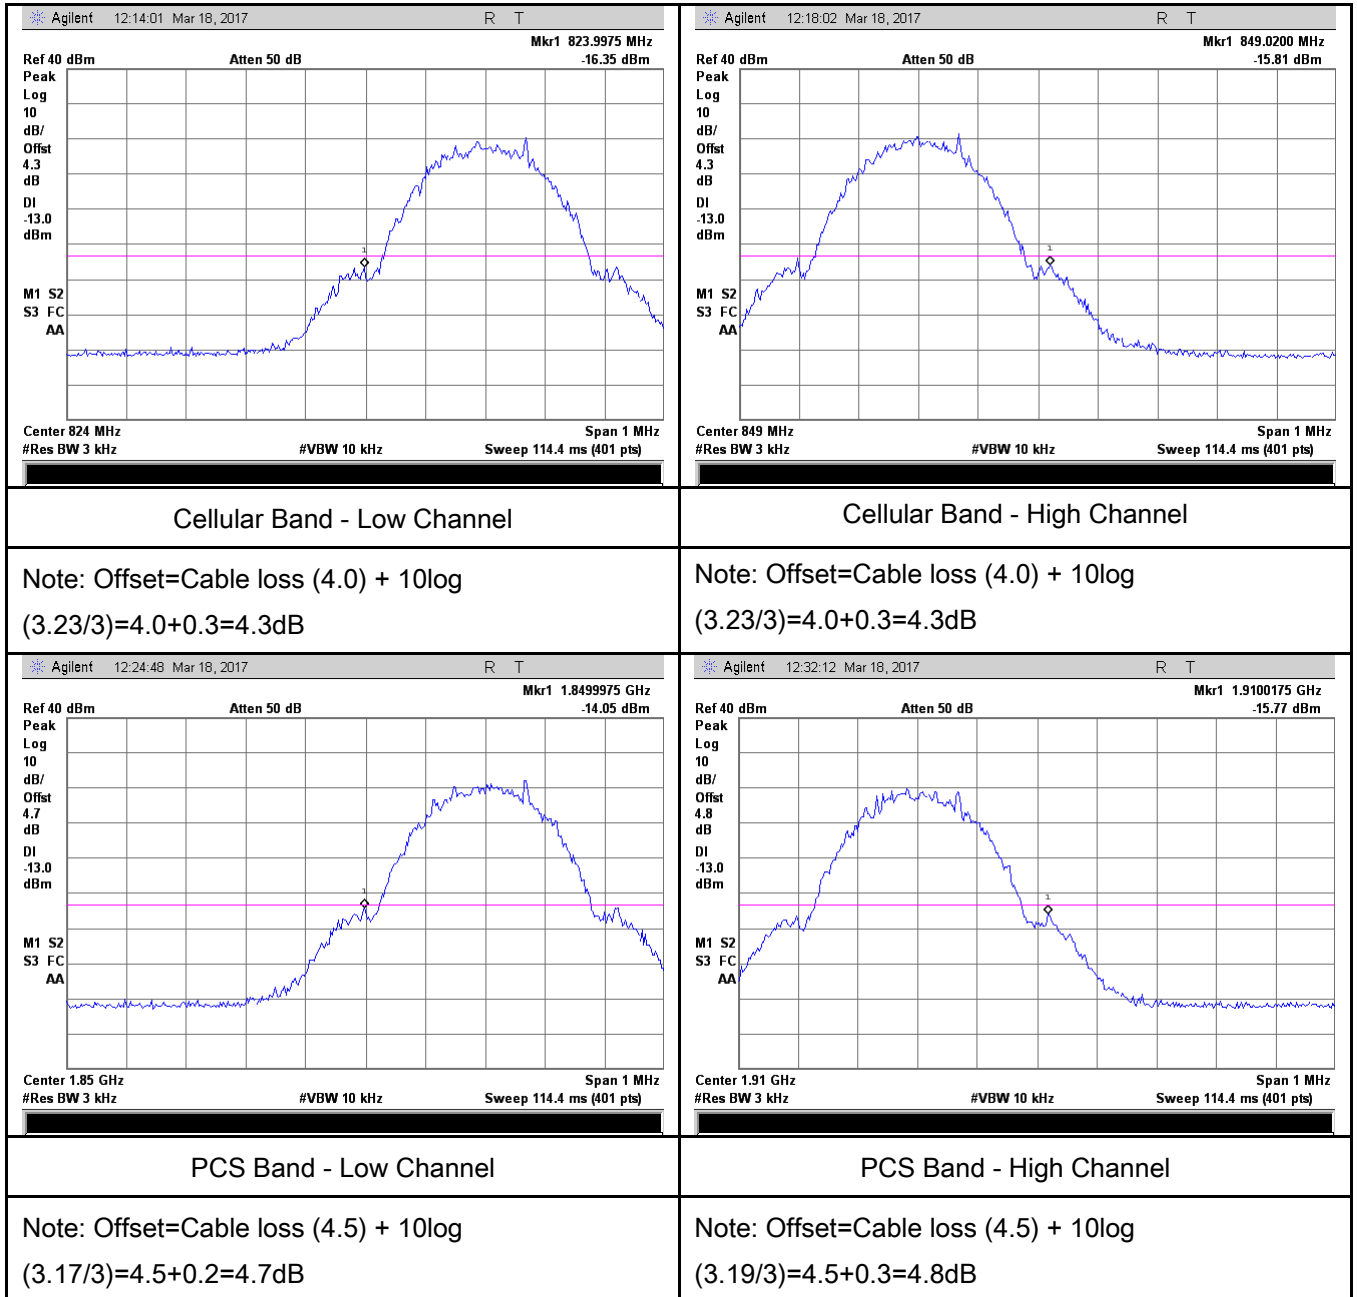 Agilent 12:14:01 Mar 18, 2017 R T
Mkr1 823.9975 MHz
Ref 40 dBm Atten 50 dB -16.35 dBm
Peak
Log
10
dB/
Offst
4.3
dB
DI
-13.0
dBm
1
M1 S2
S3 FC
AA
Center 824 MHz Span 1 MHz
#Res BW 3 kHz #VBW 10 kHz Sweep 114.4 ms (401 pts)
Agilent 12:18:02 Mar 18, 2017 R T
Mkr1 849.0200 MHz
Ref 40 dBm Atten 50 dB -15.81 dBm
Peak
Log
10
dB/
Offst
4.3
dB
DI
-13.0
dBm
1
M1 S2
S3 FC
AA
Center 849 MHz Span 1 MHz
#Res BW 3 kHz #VBW 10 kHz Sweep 114.4 ms (401 pts)
Cellular Band - Low Channel
Cellular Band - High Channel
Note: Offset=Cable loss (4.0) + 10log
(3.23/3)=4.0+0.3=4.3dB
Note: Offset=Cable loss (4.0) + 10log
(3.23/3)=4.0+0.3=4.3dB
Agilent 12:24:48 Mar 18, 2017 R T
Mkr1 1.8499975 GHz
Ref 40 dBm Atten 50 dB -14.05 dBm
Peak
Log
10
dB/
Offst
4.7
dB
DI
-13.0
dBm
1
M1 S2
S3 FC
AA
Center 1.85 GHz Span 1 MHz
#Res BW 3 kHz #VBW 10 kHz Sweep 114.4 ms (401 pts)
Agilent 12:32:12 Mar 18, 2017 R T
Mkr1 1.9100175 GHz
Ref 40 dBm Atten 50 dB -15.77 dBm
Peak
Log
10
dB/
Offst
4.8
dB
DI
-13.0
dBm
1
M1 S2
S3 FC
AA
Center 1.91 GHz Span 1 MHz
#Res BW 3 kHz #VBW 10 kHz Sweep 114.4 ms (401 pts)
PCS Band - Low Channel
PCS Band - High Channel
Note: Offset=Cable loss (4.5) + 10log
(3.17/3)=4.5+0.2=4.7dB
Note: Offset=Cable loss (4.5) + 10log
(3.19/3)=4.5+0.3=4.8dB